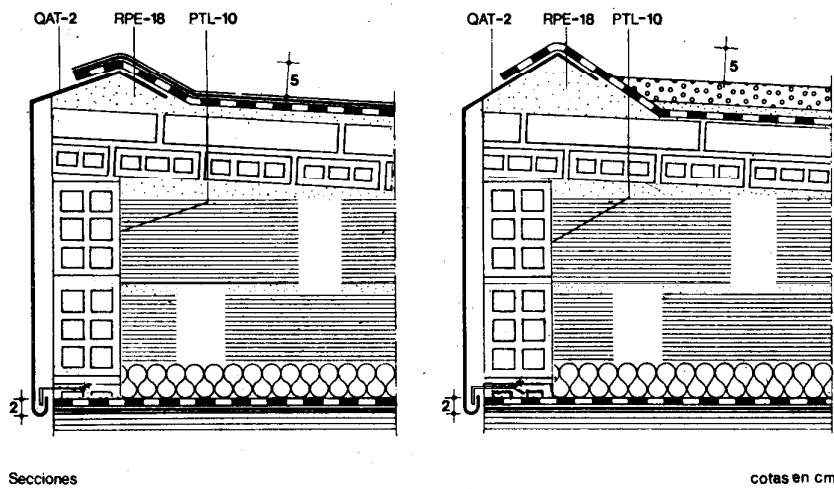 QAT-2 RPE-18 PTL-10
5
2
QAT-2 RPE-18 PTL-10
5
2
Secciones
cotas en cm